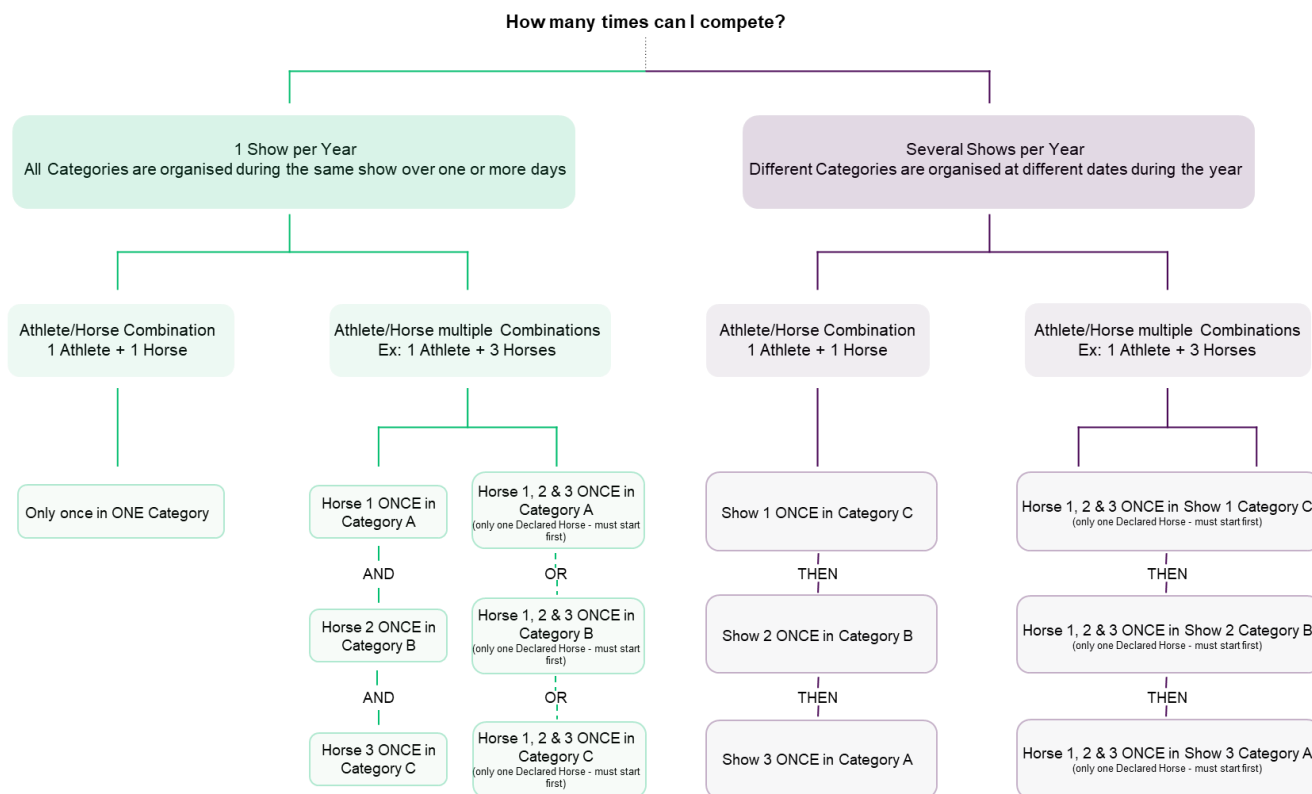 How many times can I compete?
1 Show per Year
All Categories are organised during the same show over one or more days
Several Shows per Year
Different Categories are organised at different dates during the year
Athlete/Horse Combination
1 Athlete + 1 Horse
Athlete/Horse multiple Combinations
Ex: 1 Athlete + 3 Horses
Athlete/Horse Combination
1 Athlete + 1 Horse
Athlete/Horse multiple Combinations
Ex: 1 Athlete + 3 Horses
Only once in ONE Category
Horse 1 ONCE in
Category A
AND
Horse 2 ONCE in
Category B
AND
Horse 3 ONCE in
Category C
Horse 1, 2 & 3 ONCE in
Category A
(only one Declared Horse - must start
first)
OR
Horse 1, 2 & 3 ONCE in
Category B
(only one Declared Horse - must start
first)
OR
Horse 1, 2 & 3 ONCE in
Category C
(only one Declared Horse - must start
first)
Show 1 ONCE in Category C
THEN
Show 2 ONCE in Category B
THEN
Show 3 ONCE in Category A
Horse 1, 2 & 3 ONCE in Show 1 Category C
(only one Declared Horse - must start first)
THEN
Horse 1, 2 & 3 ONCE in Show 2 Category B
(only one Declared Horse - must start first)
THEN
Horse 1, 2 & 3 ONCE in Show 3 Category A
(only one Declared Horse - must start first)